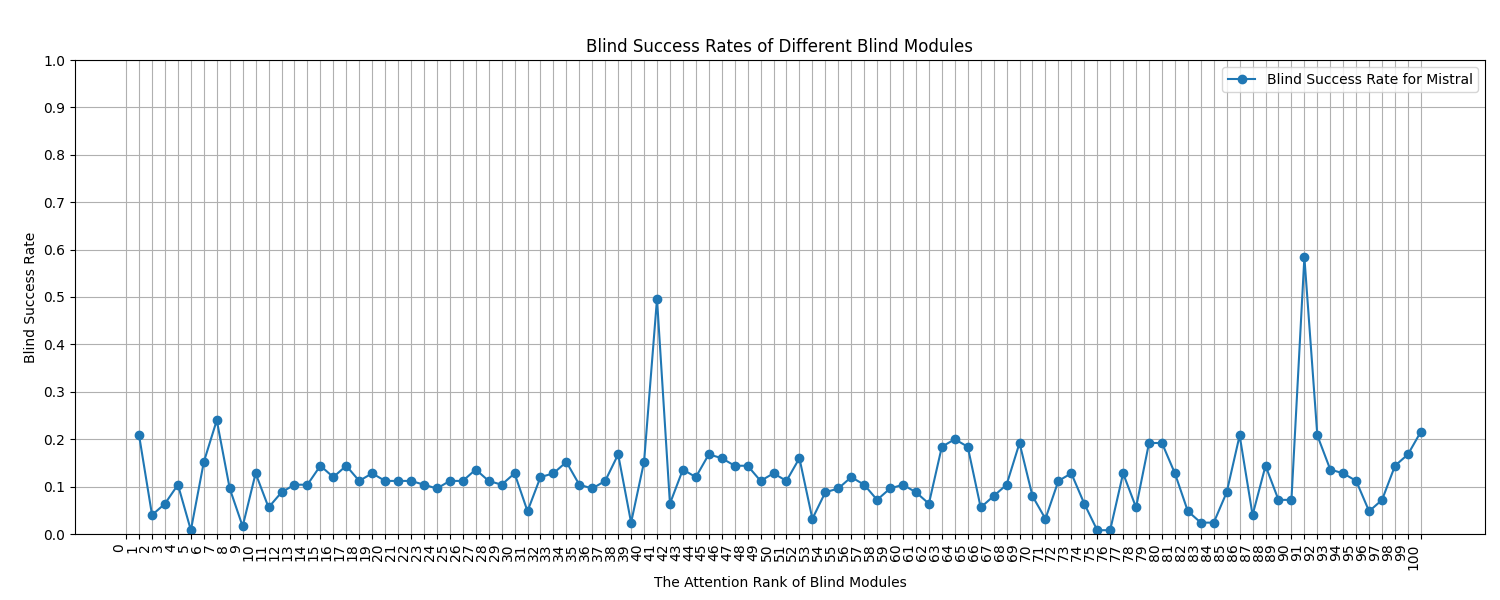 Blind Success Rates of Different Blind Modules
Blind Success Rate for Mistral
1.0
0.9
0.8
0.7
0.6
0.5
0.4
0.3
0.2
0.1
0.0
Blind Success Rate
0 1 2 3 4 5 6 7 8 9 10 11 12 13 14 15 16 17 18 19 20 21 22 23 24 25 26 27 28 29 30 31 32 33 34 35 36 37 38 39 40 41 42 43 44 45 46 47 48 49 50 51 52 53 54 55 56 57 58 59 60 61 62 63 64 65 66 67 68 69 70 71 72 73 74 75 76 77 78 79 80 81 82 83 84 85 86 87 88 89 90 91 92 93 94 95 96 97 98 99 100
The Attention Rank of Blind Modules